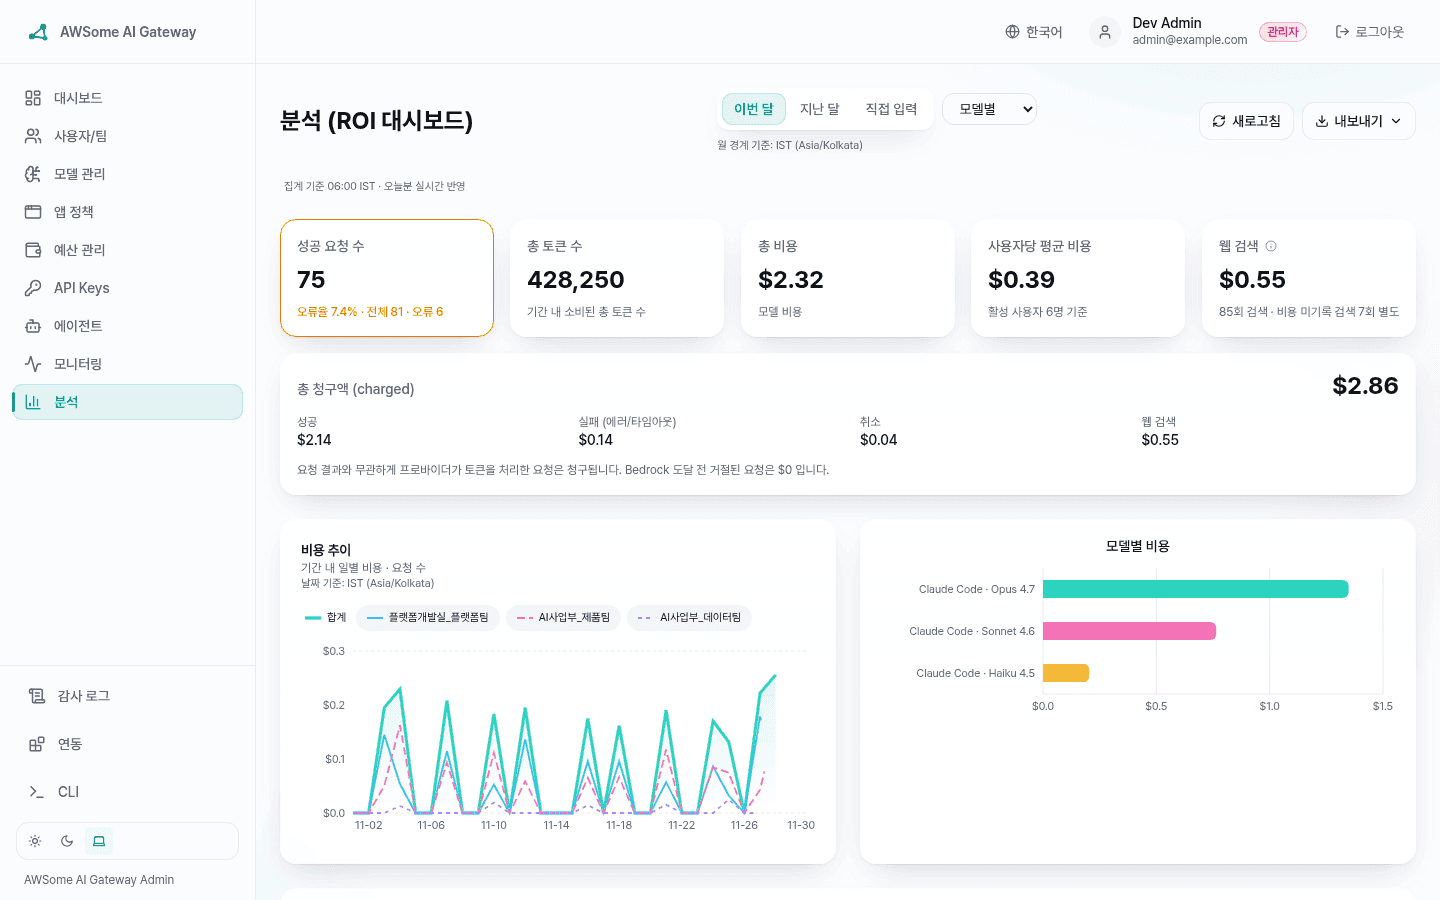 AWSome AI Gateway
한국어
Dev Admin
admin@example.com
관리자
로그아웃
대시보드
사용자/팀
모델 관리
앱 정책
예산 관리
API Keys
에이전트
모니터링
분석
감사 로그
연동
CLI
AWSome AI Gateway Admin
분석 (ROI 대시보드)
이번 달
지난 달
직접 입력
모델별
월 경계 기준: IST (Asia/Kolkata)
새로고침
내보내기
집계 기준 06:00 IST · 오늘분 실시간 반영
성공 요청 수
75
오류율 7.4% · 전체 81 · 오류 6
총 토큰 수
428,250
기간 내 소비된 총 토큰 수
총 비용
$2.32
모델 비용
사용자당 평균 비용
$0.39
활성 사용자 6명 기준
웹 검색
$0.55
85회 검색 · 비용 미기록 검색 7회 별도
총 청구액 (charged)
$2.86
성공
$2.14
실패 (에러/타임아웃)
$0.14
취소
$0.04
웹 검색
$0.55
요청 결과와 무관하게 프로바이더가 토큰을 처리한 요청은 청구됩니다. Bedrock 도달 전 거절된 요청은 $0 입니다.
비용 추이
기간 내 일별 비용 · 요청 수
날짜 기준: IST (Asia/Kolkata)
합계
플랫폼개발실_플랫폼팀
AI사업부_제품팀
AI사업부_데이터팀
$0.3
$0.2
$0.1
$0.0
11-02
11-06
11-10
11-14
11-18
11-22
11-26
11-30
모델별 비용
Claude Code · Opus 4.7
Claude Code · Sonnet 4.6
Claude Code · Haiku 4.5
$0.0
$0.5
$1.0
$1.5